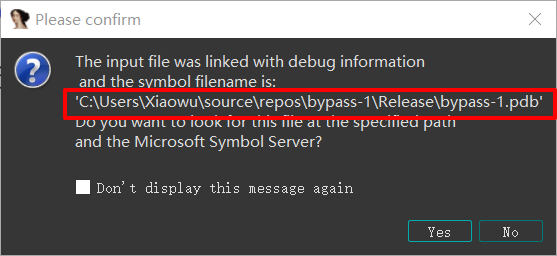 Please confirm
The input file was linked with debug information
and the symbol filename is:
'C:\Users\Xiaowu\source\repos\bypass-1\Release\bypass-1.pdb'
Do you want to look for this file at the specified path
and the Microsoft Symbol Server?
Don't display this message again
Yes
No